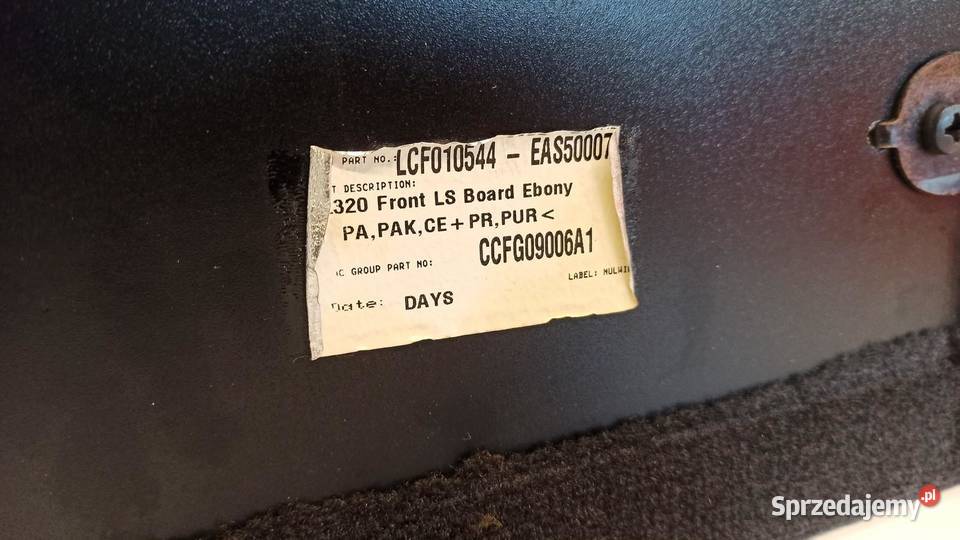 PART NO.: LCF010544 - EAS50007
T DESCRIPTION:
.320 Front LS Board Ebony
PA,PAK,CE+PR,PUR<
C GROUP PART NO: CCFG09006A1
LABEL:
Date: DAYS
Sprzedajemy.pl